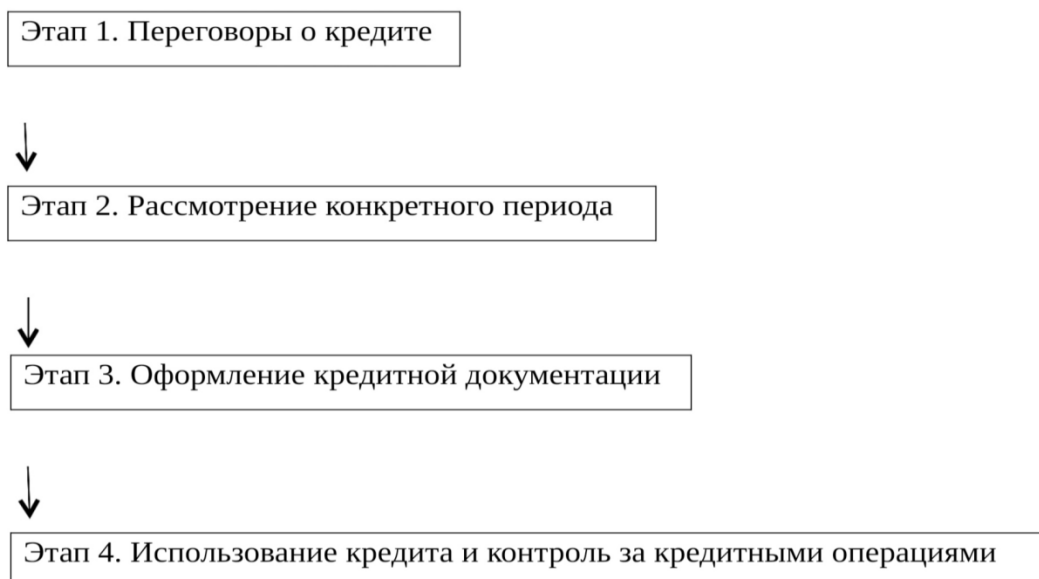 Этап 1. Переговоры о кредите
Этап 2. Рассмотрение конкретного периода
Этап 3. Оформление кредитной документации
Этап 4. Использование кредита и контроль за кредитными операциями